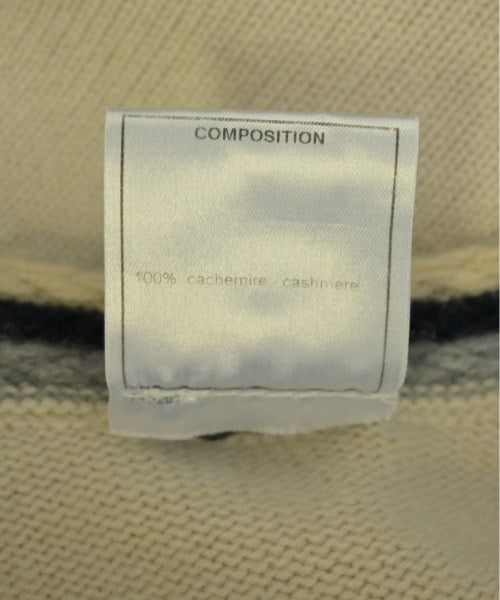 COMPOSITION
100% cachemire - cashmere